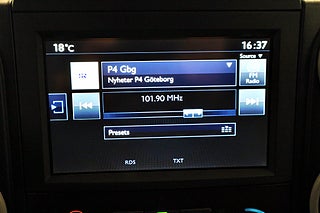 18°C
16:37
Source
P4 Gbg
Nyheter P4 Göteborg
FM
Radio
101.90 MHz
Presets
RDS
TXT